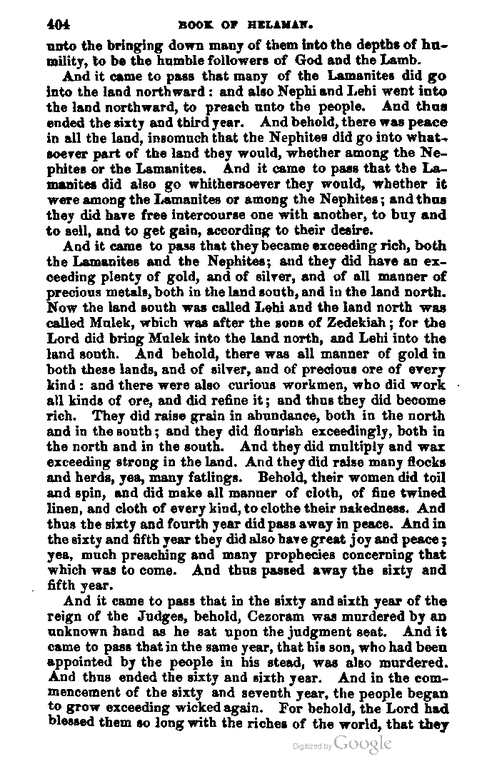 404 BOOK OF HELAMAN.
unto the bringing down many of them into the depths of hu-
mility, to be the humble followers of God and the Lamb.
And it came to pass that many of the Lamanites did go
into the land northward : and also Nephi and Lehi went into
the land northward, to preach unto the people. And thus
ended the sixty and third year. And behold, there was peace
in all the land, insomuch that the Nephites did go into what-
soever part of the land they would, whether among the Ne-
phites or the Lamanites. And it came to pass that the La-
manites did also go whithersoever they would, whether it
were among the Lamanites or among the Nephites; and thus
they did have free intercourse one with another, to buy and
to sell, and to get gain, according to their desire.
And it came to pass that they became exceeding rich, both
the Lamanites and the Nephites; and they did have an ex-
ceeding plenty of gold, and of silver, and of all manner of
precious metals, both in the land south, and in the land north.
Now the land south was called Lehi and the land north was
called Mulek, which was after the sons of Zedekiah; for the
Lord did bring Mulek into the land north, and Lehi into the
land south. And behold, there was all manner of gold in
both these lands, and of silver, and of precious ore of every
kind : and there were also curious workmen, who did work
all kinds of ore, and did refine it; and thus they did become
rich. They did raise grain in abundance, both in the north
and in the south; and they did flourish exceedingly, both in
the north and in the south. And they did multiply and wax
exceeding strong in the land. And they did raise many flocks
and herds, yea, many fatlings. Behold, their women did toil
and spin, and did make all manner of cloth, of fine twined
linen, and cloth of every kind, to clothe their nakedness. And
thus the sixty and fourth year did pass away in peace. And in
the sixty and fifth year they did also have great joy and peace;
yea, much preaching and many prophecies concerning that
which was to come. And thus passed away the sixty and
fifth year.
And it came to pass that in the sixty and sixth year of the
reign of the Judges, behold, Cezoram was murdered by an
unknown hand as he sat upon the judgment seat. And it
came to pass that in the same year, that his son, who had been
appointed by the people in his stead, was also murdered.
And thus ended the sixty and sixth year. And in the com-
mencement of the sixty and seventh year, the people began
to grow exceeding wicked again. For behold, the Lord had
blessed them so long with the riches of the world, that they
Digitized by Google